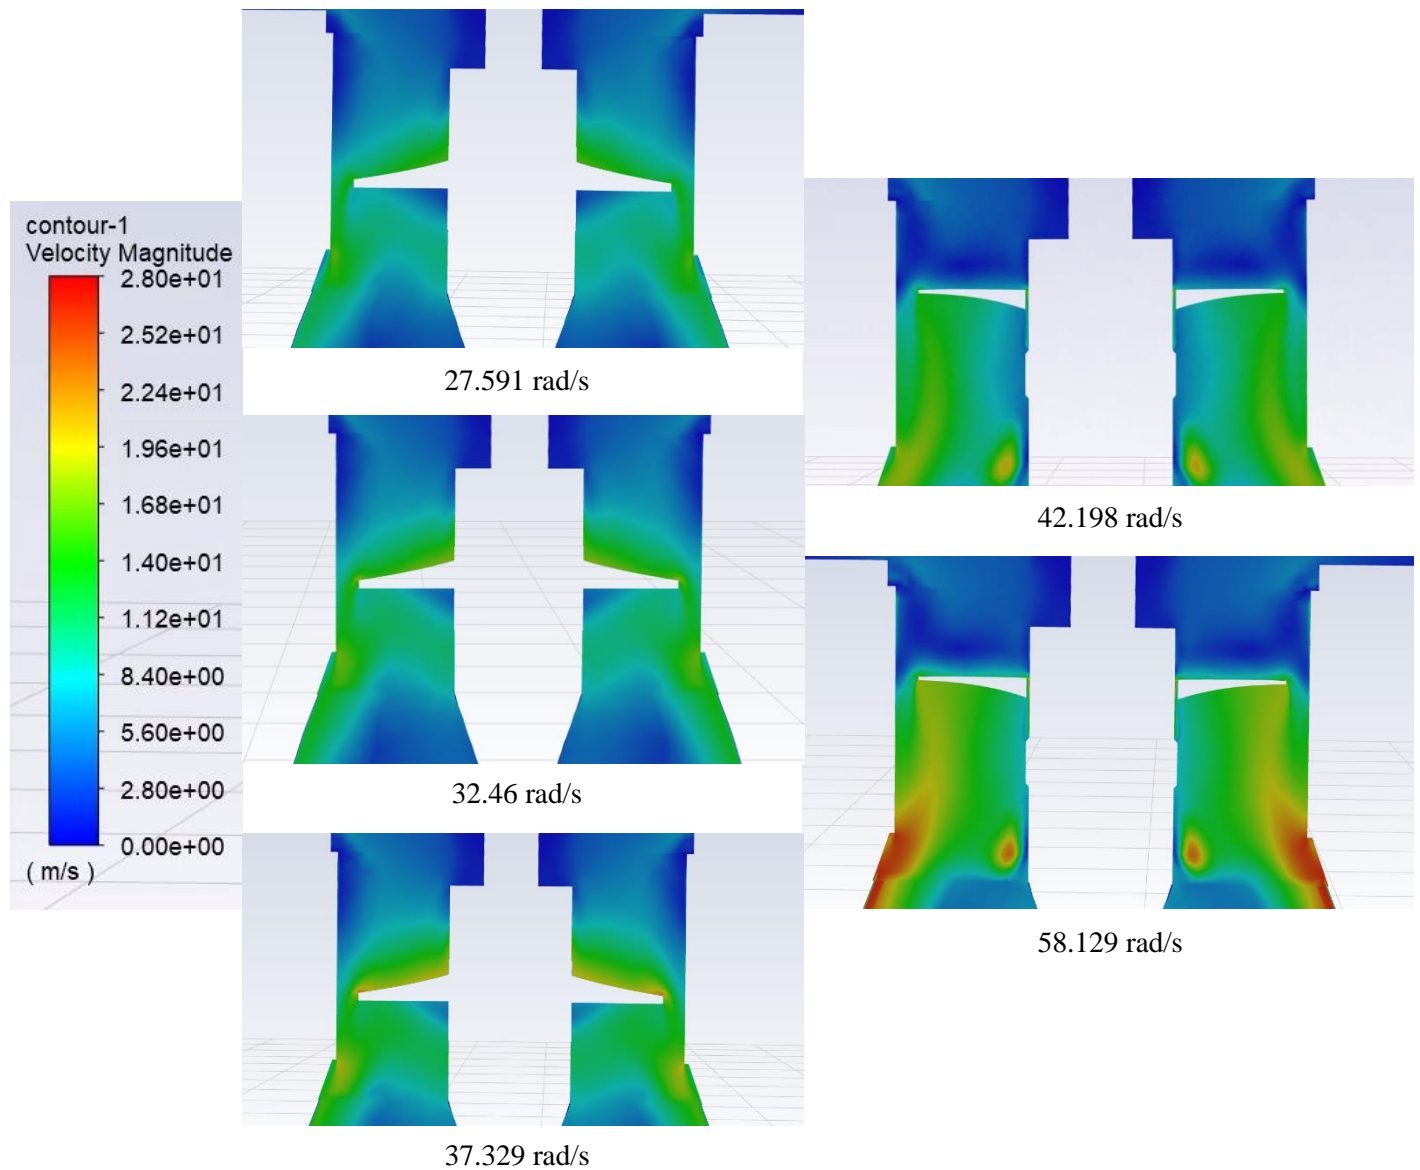 contour-1
Velocity Magnitude
2.80e+01
2.52e+01
2.24e+01
1.96e+01
1.68e+01
1.40e+01
1.12e+01
8.40e+00
5.60e+00
2.80e+00
0.00e+00
( m/s )
27.591 rad/s
32.46 rad/s
37.329 rad/s
42.198 rad/s
58.129 rad/s